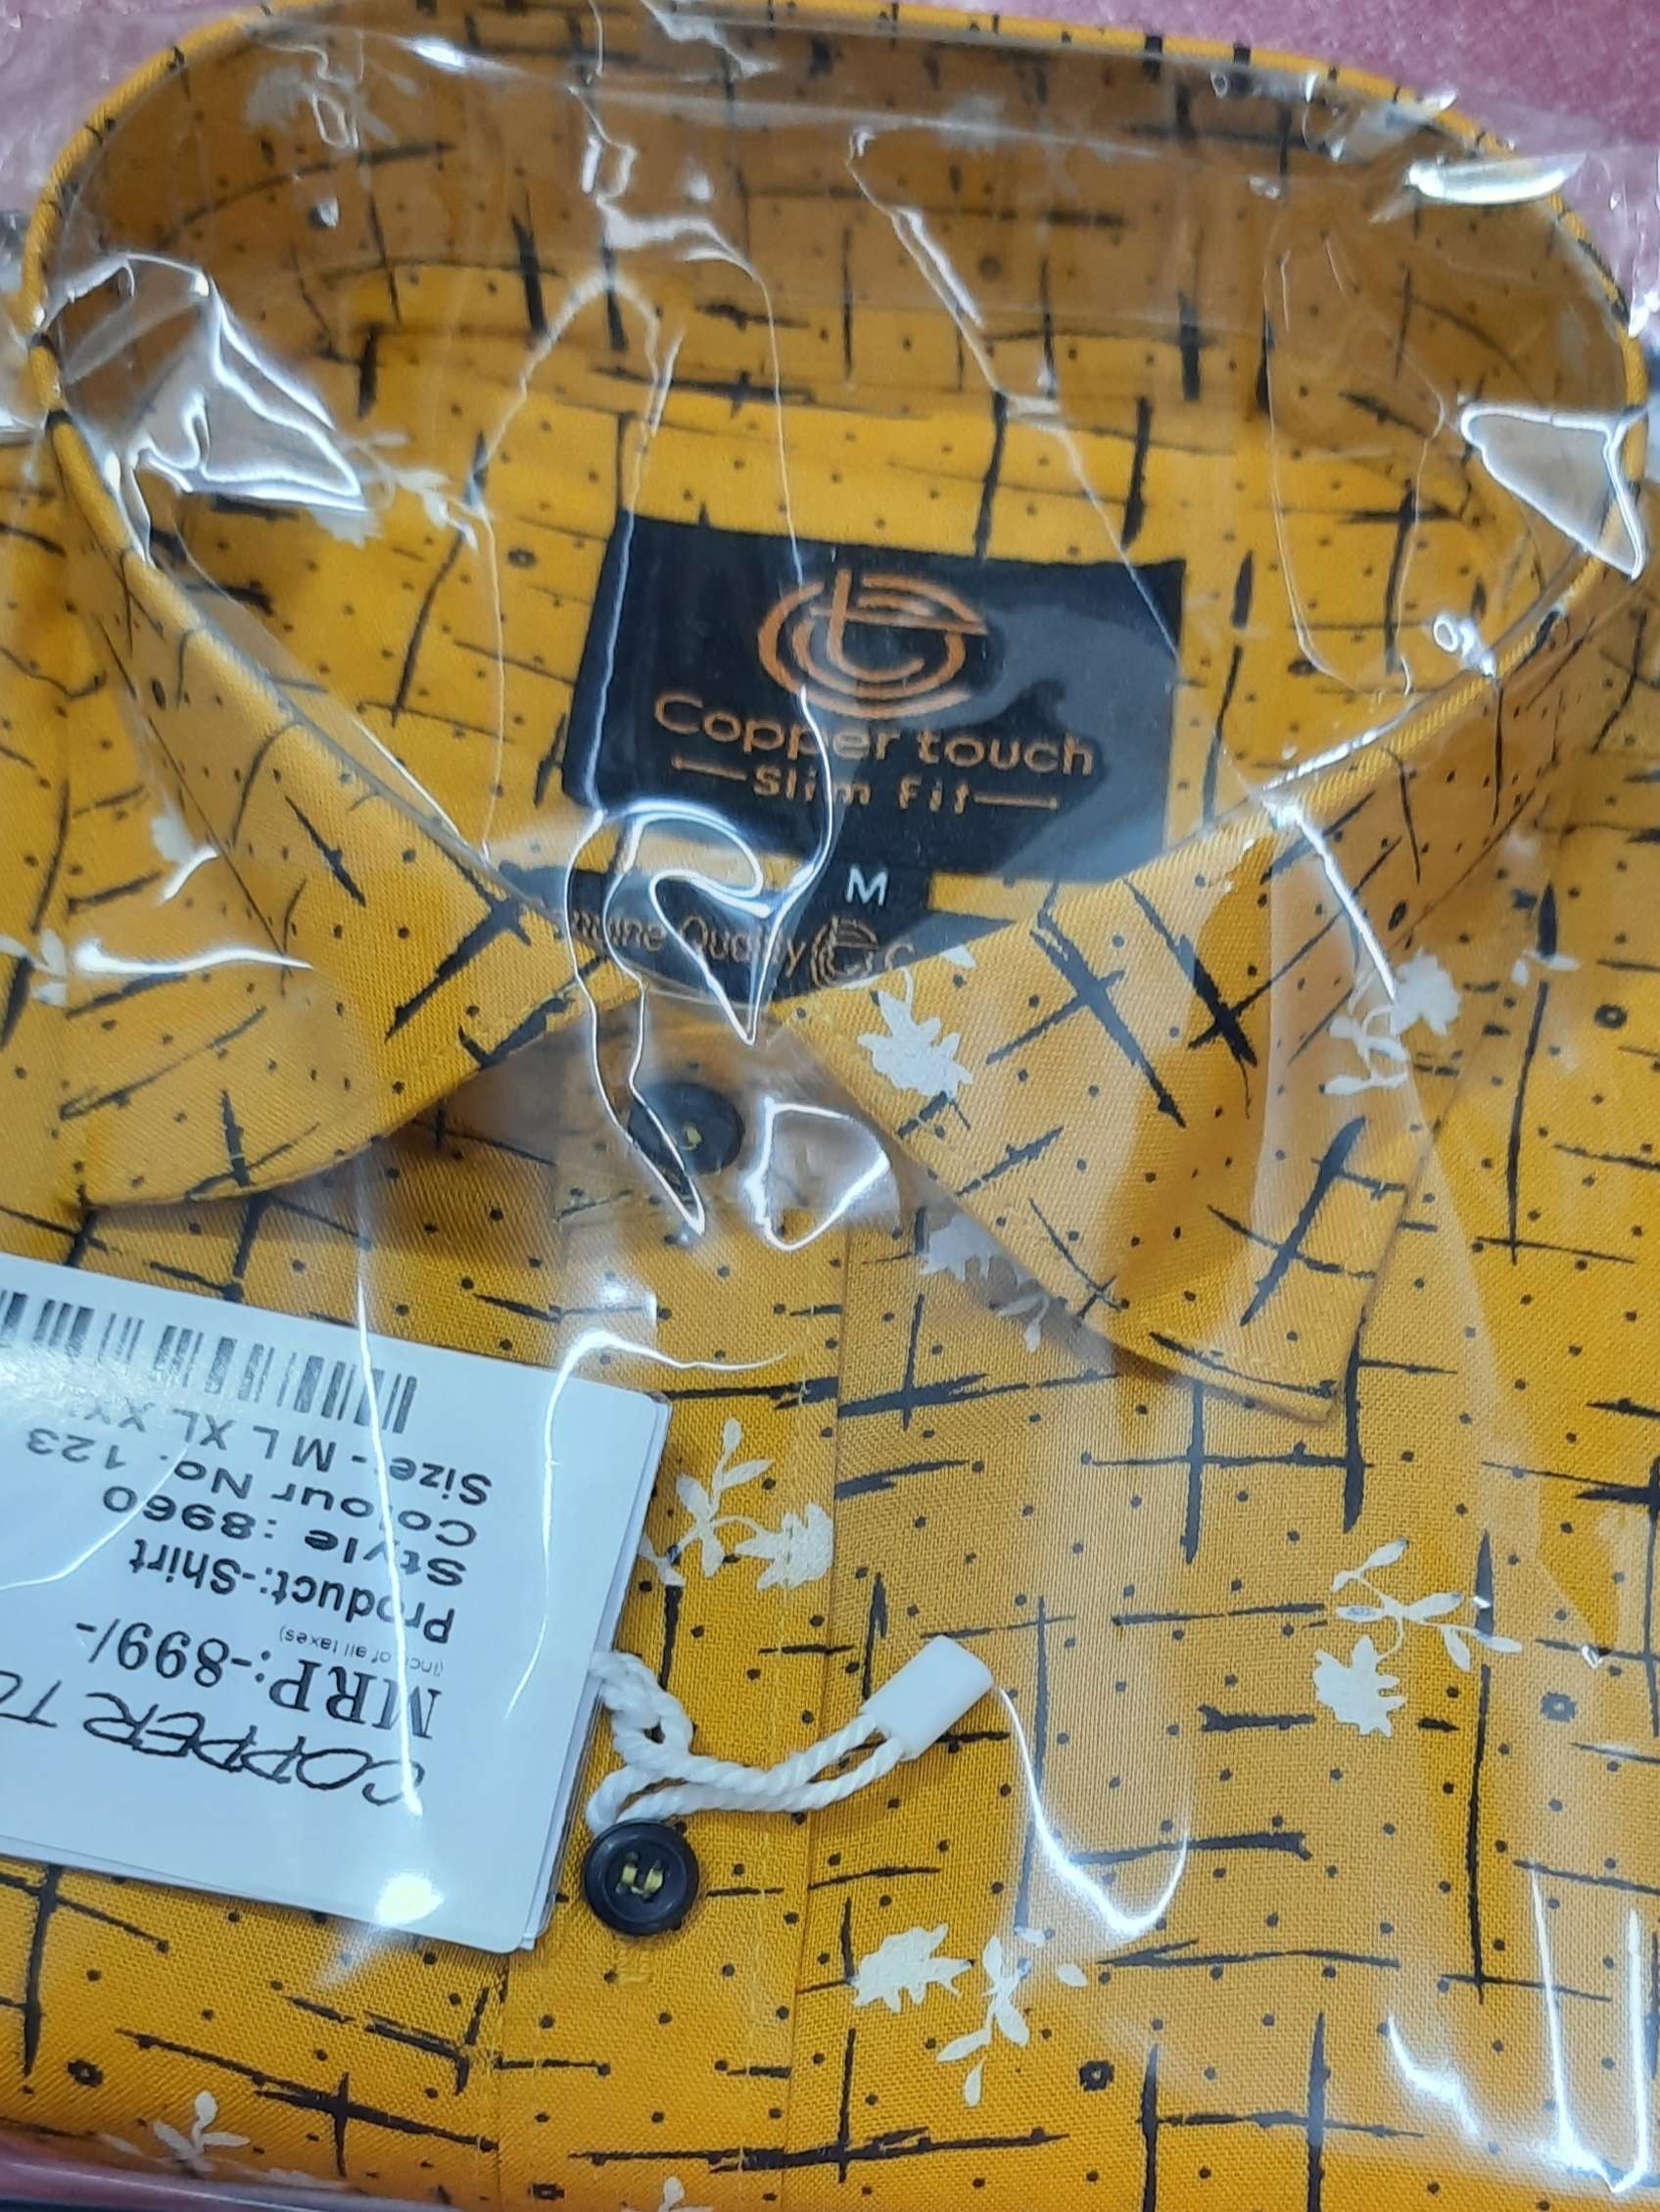 Copper touch
Slim Fit
M
Quality
COPPER
MRP:-899/-
(incl of all taxes)
Product:-Shirt
Style :8960
Colour No. 123
Size:- M L XL